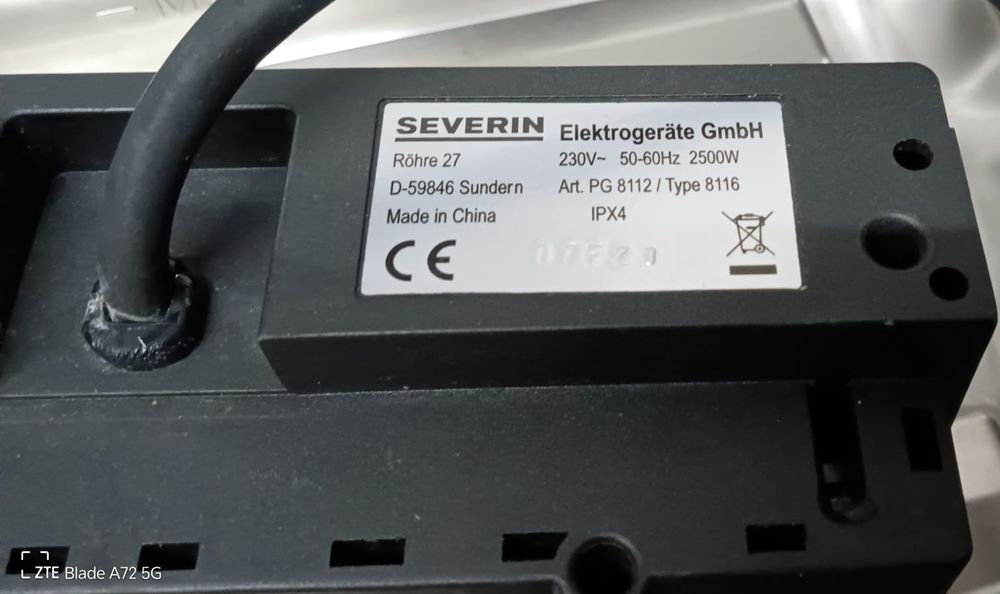 SEVERIN Elektrogeräte GmbH
Röhre 27 230V~ 50-60Hz 2500W
D-59846 Sundern Art. PG 8112 / Type 8116
Made in China IPX4
CE
ZTE Blade A72 5G